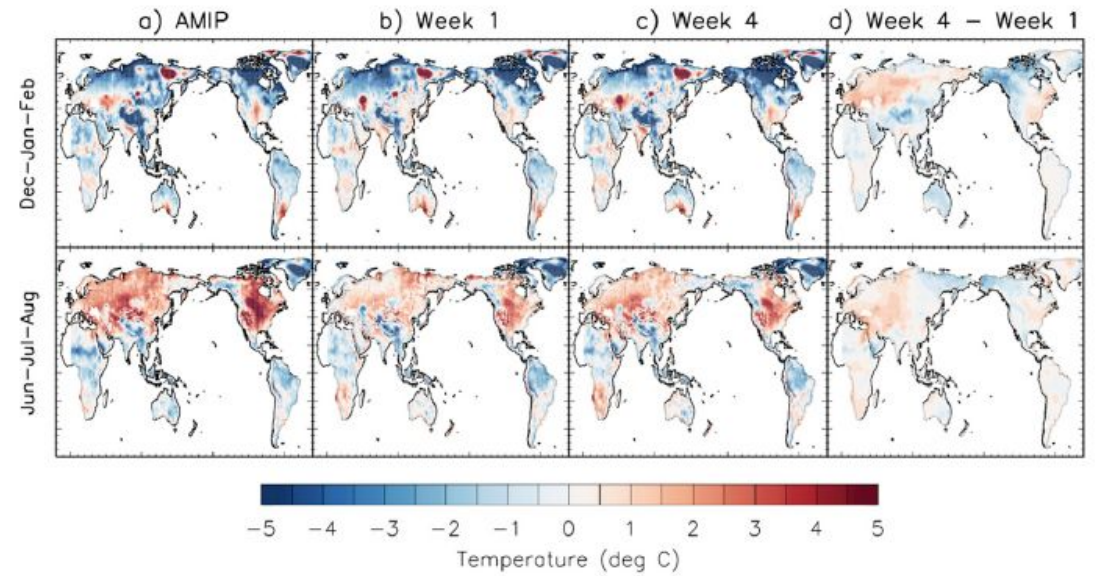 a) AMIP b) Week 1 c) Week 4 d) Week 4 – Week 1
Dec–Jan–Feb
Jun–Jul–Aug
−5 −4 −3 −2 −1 0 1 2 3 4 5
Temperature (deg C)